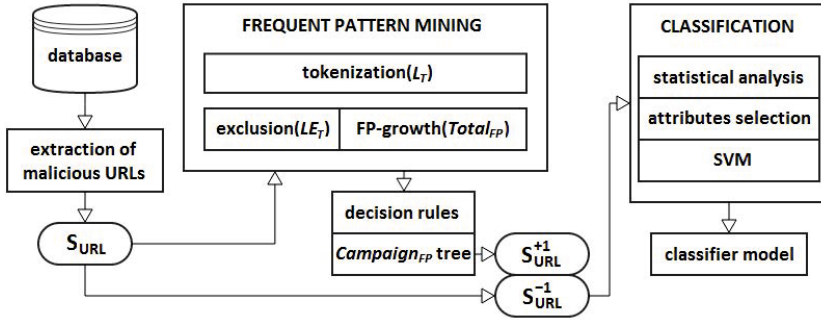 database
extraction of
malicious URLs
S_URL
FREQUENT PATTERN MINING
tokenization(L_T)
exclusion(LE_T)
FP-growth(Total_FP)
decision rules
Campaign_FP tree
S_URL^+1
S_URL^−1
CLASSIFICATION
statistical analysis
attributes selection
SVM
classifier model